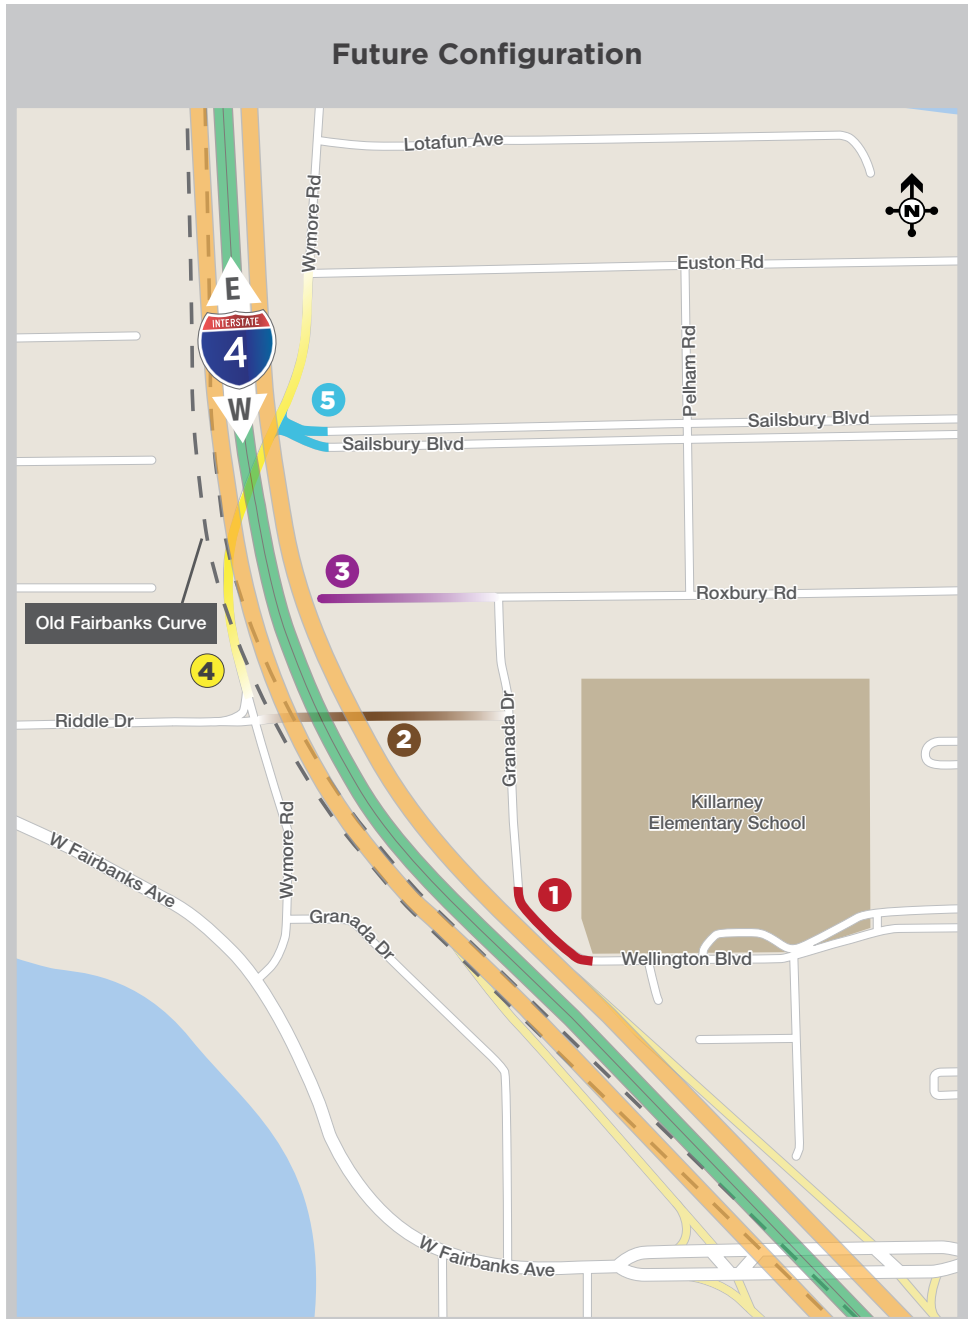 Future Configuration
Lotafun Ave
Wymore Rd
N
Euston Rd
E
INTERSTATE
4
W
Pelham Rd
5
Sailsbury Blvd
Sailsbury Blvd
3
Roxbury Rd
Old Fairbanks Curve
4
Riddle Dr
2
Granada Dr
Killarney
Elementary School
Wymore Rd
W Fairbanks Ave
1
Granada Dr
Wellington Blvd
W Fairbanks Ave